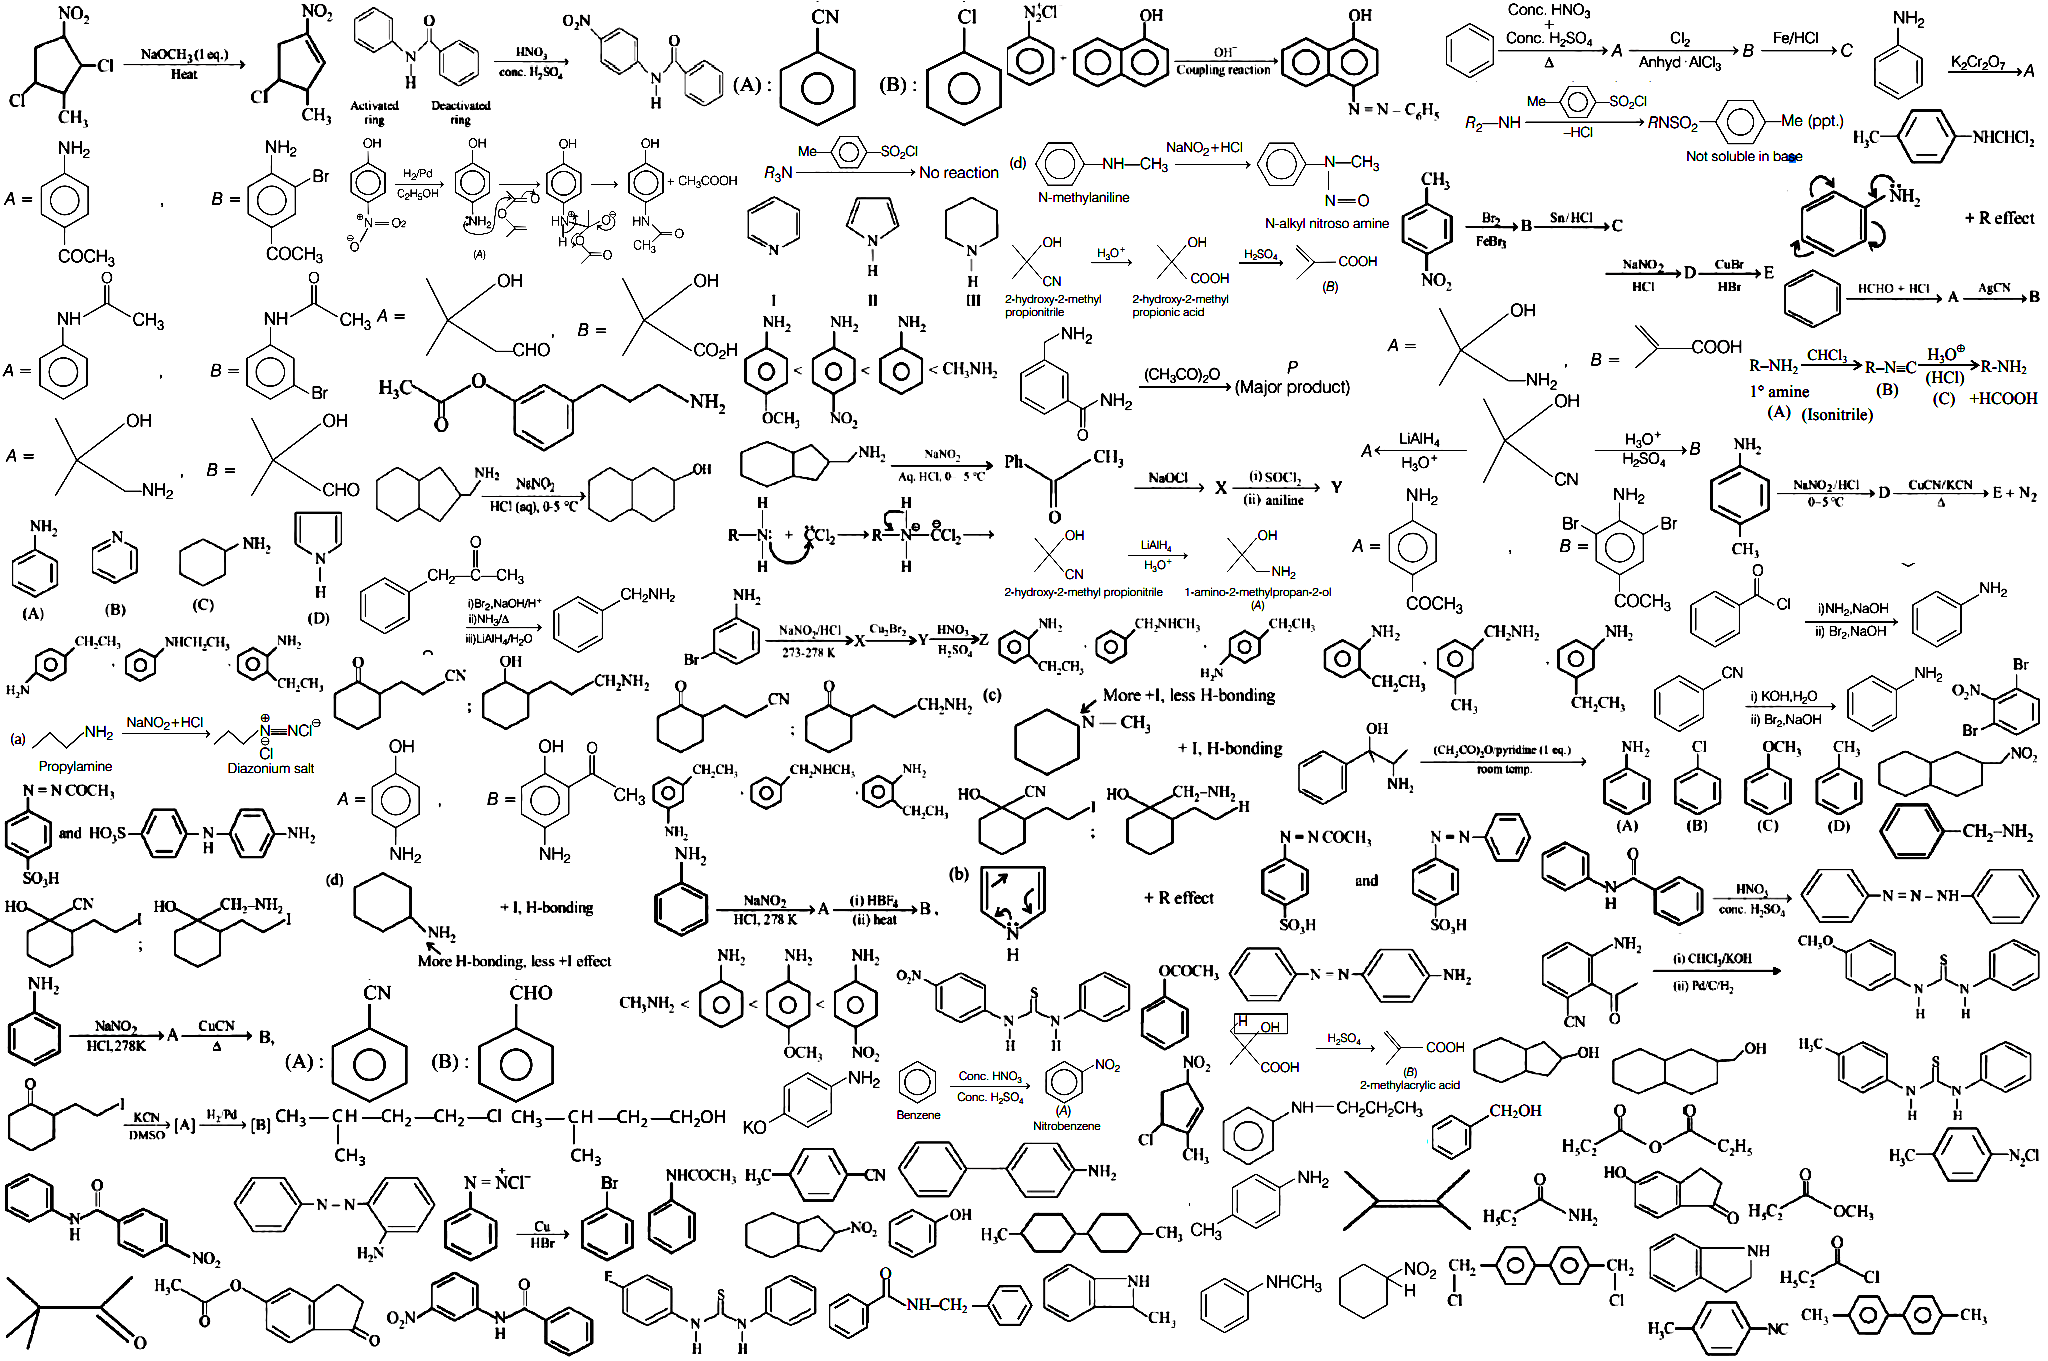 NO₂
Cl
Cl
CH₃
NaOCH₃ (1 eq.)
Heat
NO₂
Cl
CH₃
O
N
H
Activated
ring
Deactivated
ring
HNO₃
conc. H₂SO₄
O₂N
O
N
H
(A) :
CN
(B) :
Cl
N₂⁺Cl
+
OH
OH⁻
Coupling reaction
OH
N = N – C₆H₅
Conc. HNO₃
+
Conc. H₂SO₄
Δ
A
Cl₂
Anhyd·AlCl₃
B
Fe/HCl
C
NH₂
K₂Cr₂O₇
A
R₂—NH
Me
SO₂Cl
–HCl
RNSO₂
Me (ppt.)
Not soluble in base
H₃C
NHCHCl₂
A =
NH₂
COCH₃
,
B =
NH₂
Br
COCH₃
OH
H₂/Pd
C₂H₅OH
OH
NH₂
(A)
OH
OH
HN
CH₃
O
+ CH₃COOH
R₃N
Me
SO₂Cl
No reaction
(d)
NH—CH₃
N-methylaniline
NaNO₂+HCl
N—CH₃
N=O
N-alkyl nitroso amine
N
I
N
H
II
N
H
III
CH₃
NO₂
Br₂
FeBr₃
B
Sn/HCl
C
NaNO₂
HCl
D
CuBr
HBr
E
NH₂
+ R effect
OH
CN
2-hydroxy-2-methyl
propionitrile
H₃O⁺
OH
COOH
2-hydroxy-2-methyl
propionic acid
H₂SO₄
COOH
(B)
HCHO + HCl
A
AgCN
B
A =
O
NH
CH₃
,
B =
O
NH
CH₃
Br
A =
OH
CHO
,
B =
OH
CO₂H
NH₂
OCH₃
<
NH₂
NO₂
<
NH₂
< CH₃NH₂
H₃C
O
O
NH₂
NH₂
NH₂
O
(CH₃CO)₂O
P
(Major product)
A =
OH
NH₂
,
B =
COOH
R–NH₂
1° amine
(A)
CHCl₃
R–N≡C
(B)
(Isonitrile)
H₃O⊕
(HCl)
(C)
R-NH₂
+HCOOH
A =
OH
NH₂
,
B =
OH
CHO
NH₂
NaNO₂
HCl (aq), 0-5 °C
OH
NH₂
NaNO₂
Aq. HCl, 0 5 °C
Ph
CH₃
O
NaOCl
X
(i) SOCl₂
(ii) aniline
Y
A
LiAlH₄
H₃O⁺
OH
CN
H₃O⁺
H₂SO₄
B
NH₂
CH₃
NaNO₂/HCl
0–5 °C
D
CuCN/KCN
Δ
E + N₂
NH₂
(A)
N
(B)
NH₂
(C)
N
H
(D)
CH₂
O
C
CH₃
i)Br₂,NaOH/H⁺
ii)NH₃/Δ
iii)LiAlH₄/H₂O
CH₂NH₂
H
R–N:
H
+
CCl₂
H
R–N–CCl₂
H
OH
CN
2-hydroxy-2-methyl propionitrile
LiAlH₄
H₃O⁺
OH
NH₂
1-amino-2-methylpropan-2-ol
(A)
A =
NH₂
COCH₃
,
B =
NH₂
Br
Br
COCH₃
O
Cl
i)NH₂,NaOH
ii) Br₂,NaOH
NH₂
CH₂CH₃
H₂N
NHCH₂CH₃
NH₂
CH₂CH₃
NH₂
Br
NaNO₂/HCl
273-278 K
X
Cu₂Br₂
Y
HNO₃
H₂SO₄
Z
NH₂
CH₂CH₃
CH₂NHCH₃
CH₂CH₃
H₂N
NH₂
CH₂CH₃
CH₂NH₂
CH₃
NH₂
CH₂CH₃
CN
i) KOH,H₂O
ii) Br₂,NaOH
NH₂
Br
O₂N
Br
O
CN
;
OH
CH₂NH₂
O
CN
;
O
CH₂NH₂
(c)
More +I, less H-bonding
N — CH₃
+ I, H-bonding
(a)
NH₂
Propylamine
NaNO₂+HCl
N≡NCl⁻
Cl
Diazonium salt
OH
NH₂
(CH₃CO)₂O/pyridine (1 eq.)
room temp.
NH₂
(A)
Cl
(B)
OCH₃
(C)
CH₃
(D)
NO₂
N = N COCH₃
SO₃H
and
HO₃S
N
H
NH₂
A =
OH
NH₂
,
B =
OH
O
CH₃
NH₂
CH₂CH₃
NH₂
CH₂NHCH₃
NH₂
CH₂CH₃
HO
CN
I
;
HO
CH₂–NH₂
H
N = N COCH₃
SO₃H
and
N = N
SO₃H
CH₂–NH₂
HO
CN
I
;
HO
CH₂–NH₂
I
(d)
NH₂
+ I, H-bonding
More H-bonding, less +I effect
NH₂
NaNO₂
HCl, 278 K
A
(i) HBF₄
(ii) heat
B,
(b)
N
H
+ R effect
O
N
H
HNO₃
conc. H₂SO₄
N = N – NH
NH₂
NaNO₂
HCl,278K
A
CuCN
Δ
B,
(A) :
CN
(B) :
CHO
CH₃NH₂ <
NH₂
<
NH₂
OCH₃
<
NH₂
NO₂
O₂N
N
H
S
N
H
OCOCH₃
N = N
NH₂
NH₂
O
CN
(i) CHCl₃/KOH
(ii) Pd/C/H₂
CH₃O
N
H
S
N
H
KO
NH₂
Benzene
Conc. HNO₃
Conc. H₂SO₄
NO₂
(A)
Nitrobenzene
NO₂
Cl
CH₃
H
OH
COOH
H₂SO₄
COOH
(B)
2-methylacrylic acid
OH
OH
H₃C
N
H
S
N
H
O
I
KCN
DMSO
[A]
H₂/Pd
[B]
CH₃—CH—CH₂—CH₂—Cl
CH₃
CH₃—CH—CH₂—CH₂OH
CH₃
NH—CH₂CH₂CH₃
CH₂OH
O
O
H₅C₂
O
C₂H₅
H₃C
N₂Cl
O
N
H
NO₂
N = N
H₂N
N = NCl⁻
Cu
HBr
Br
NHCOCH₃
H₃C
CN
NH₂
NO₂
OH
H₃C
CH₃
NH₂
CH₃
O
H₅C₂
NH₂
HO
O
O
H₅C₂
OCH₃
O
H₃C
O
O
O
O₂N
N
H
O
F
N
H
S
N
H
O
NH–CH₂
NH
CH₃
NHCH₃
NO₂
H
CH₂
Cl
CH₂
Cl
NH
O
H₅C₂
Cl
H₃C
NC
CH₃
CH₃